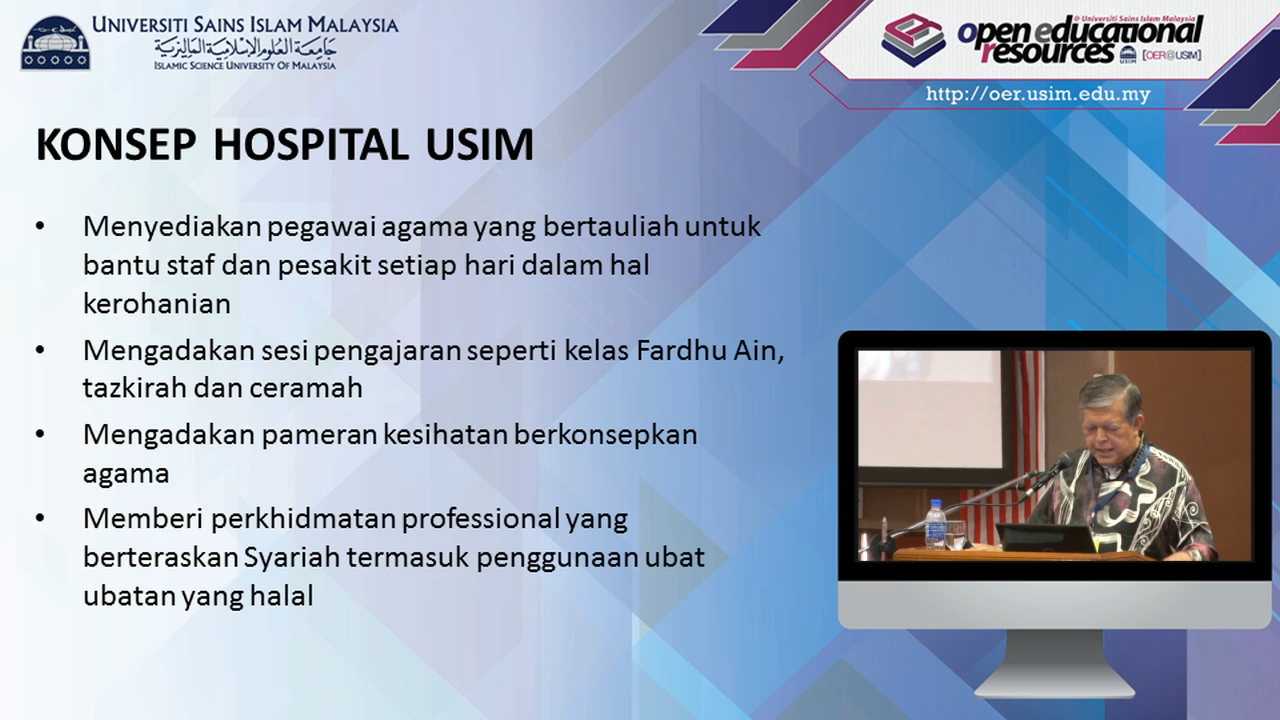 UNIVERSITI SAINS ISLAM MALAYSIA
جامعة العلوم الإسلامية الماليزية
ISLAMIC SCIENCE UNIVERSITY OF MALAYSIA
@ Universiti Sains Islam Malaysia
open educational
resources
USIM
[OER@USIM]
http://oer.usim.edu.my
KONSEP HOSPITAL USIM
• Menyediakan pegawai agama yang bertauliah untuk
bantu staf dan pesakit setiap hari dalam hal
kerohanian
• Mengadakan sesi pengajaran seperti kelas Fardhu Ain,
tazkirah dan ceramah
• Mengadakan pameran kesihatan berkonsepkan
agama
• Memberi perkhidmatan professional yang
berteraskan Syariah termasuk penggunaan ubat
ubatan yang halal